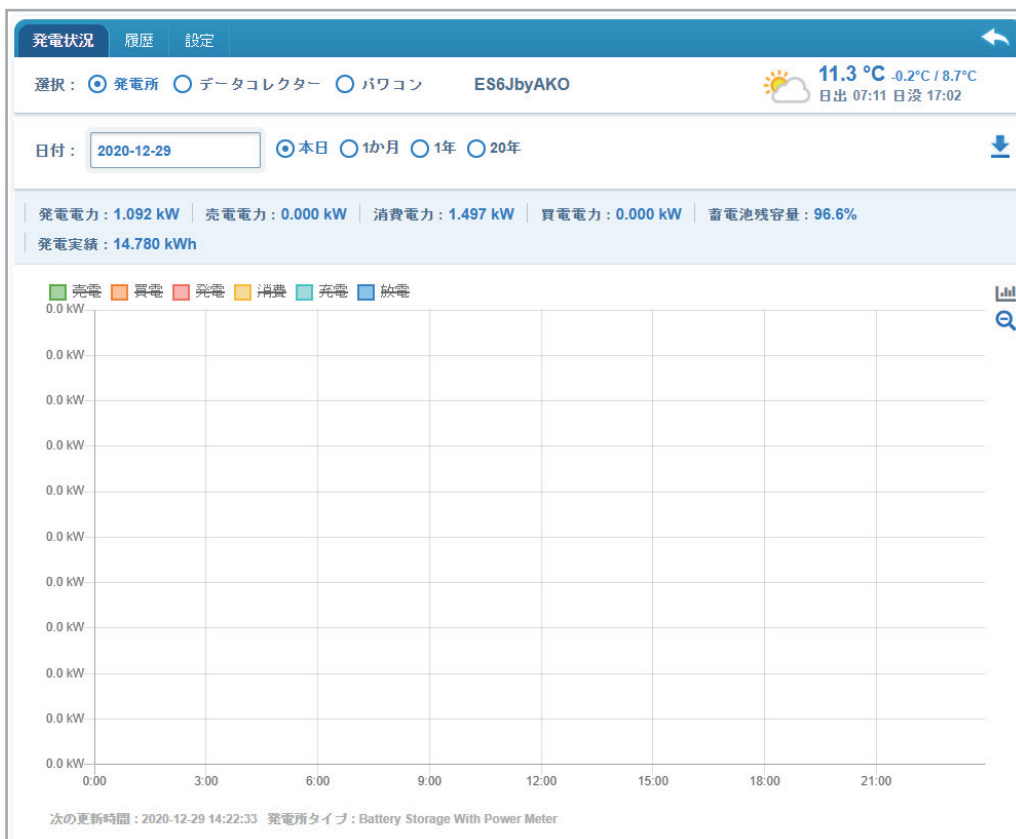 発電状況 履歴 設定
選択： 発電所 データコレクター パワコン ES6JbyAKO
11.3 °C -0.2°C / 8.7°C
日出 07:11 日没 17:02
日付： 2020-12-29 本日 1か月 1年 20年
発電電力：1.092 kW 売電電力：0.000 kW 消費電力：1.497 kW 買電電力：0.000 kW 蓄電池残容量：96.6%
発電実績：14.780 kWh
売電 買電 発電 消費 充電 放電
0.0 kW
0.0 kW
0.0 kW
0.0 kW
0.0 kW
0.0 kW
0.0 kW
0.0 kW
0.0 kW
0.0 kW
0.0 kW
0:00 3:00 6:00 9:00 12:00 15:00 18:00 21:00
次の更新時間：2020-12-29 14:22:33 発電所タイプ：Battery Storage With Power Meter